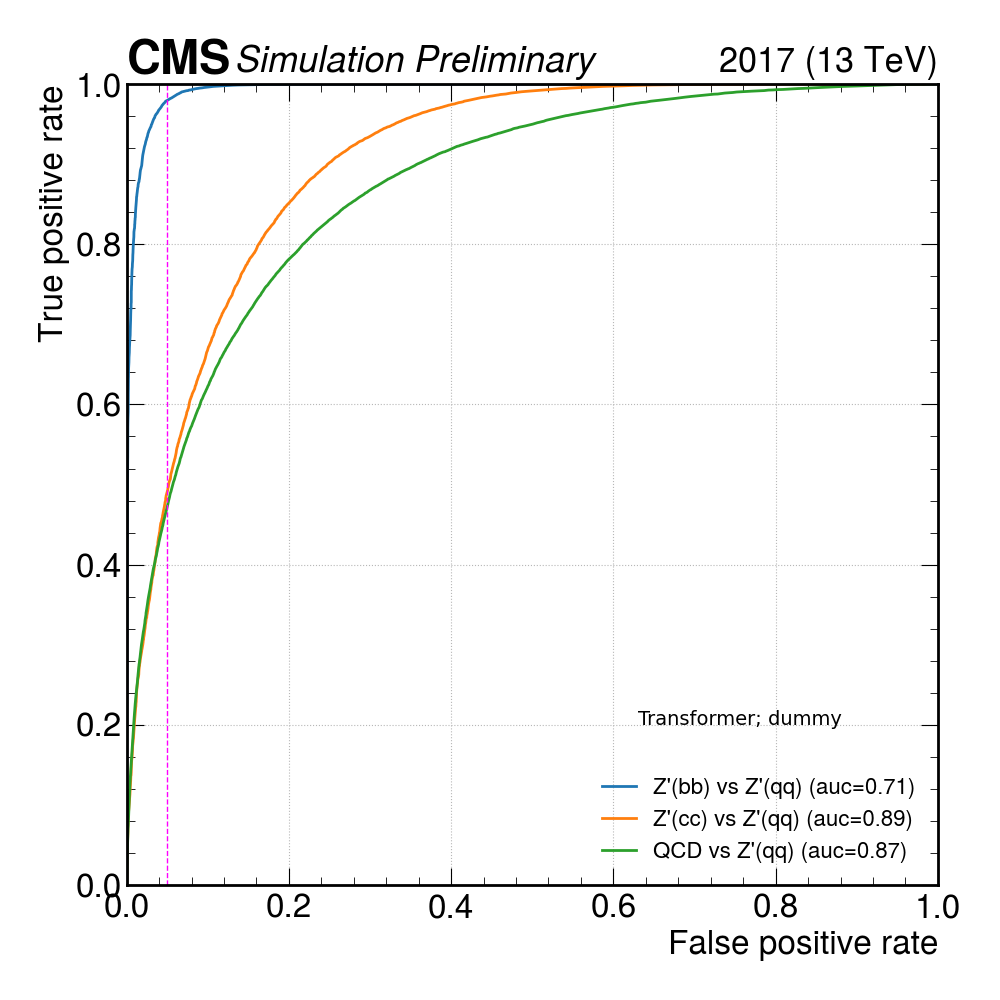 CMS Simulation Preliminary 2017 (13 TeV)
True positive rate
1.0
0.8
0.6
0.4
0.2
0.0
Transformer; dummy
Z'(bb) vs Z'(qq) (auc=0.71)
Z'(cc) vs Z'(qq) (auc=0.89)
QCD vs Z'(qq) (auc=0.87)
0.0 0.2 0.4 0.6 0.8 1.0
False positive rate